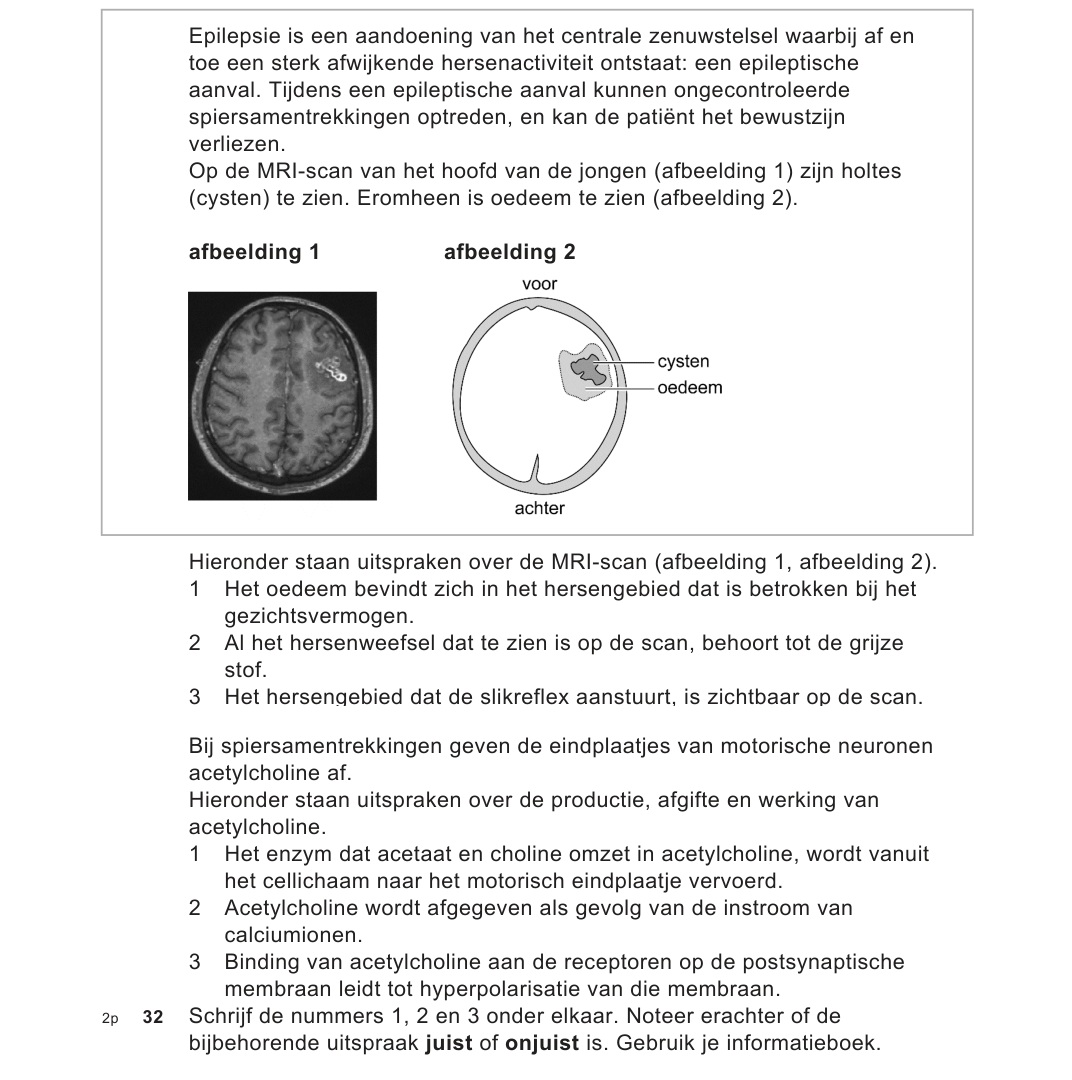 Epilepsie is een aandoening van het centrale zenuwstelsel waarbij af en
toe een sterk afwijkende hersenactiviteit ontstaat: een epileptische
aanval. Tijdens een epileptische aanval kunnen ongecontroleerde
spiersamentrekkingen optreden, en kan de patiënt het bewustzijn
verliezen.
Op de MRI-scan van het hoofd van de jongen (afbeelding 1) zijn holtes
(cysten) te zien. Eromheen is oedeem te zien (afbeelding 2).
afbeelding 1
afbeelding 2
voor
cysten
oedeem
achter
Hieronder staan uitspraken over de MRI-scan (afbeelding 1, afbeelding 2).
1 Het oedeem bevindt zich in het hersengebied dat is betrokken bij het
gezichtsvermogen.
2 Al het hersenweefsel dat te zien is op de scan, behoort tot de grijze
stof.
3 Het hersengebied dat de slikreflex aanstuurt, is zichtbaar op de scan.
Bij spiersamentrekkingen geven de eindplaatjes van motorische neuronen
acetylcholine af.
Hieronder staan uitspraken over de productie, afgifte en werking van
acetylcholine.
1 Het enzym dat acetaat en choline omzet in acetylcholine, wordt vanuit
het cellichaam naar het motorisch eindplaatje vervoerd.
2 Acetylcholine wordt afgegeven als gevolg van de instroom van
calciumionen.
3 Binding van acetylcholine aan de receptoren op de postsynaptische
membraan leidt tot hyperpolarisatie van die membraan.
2p 32 Schrijf de nummers 1, 2 en 3 onder elkaar. Noteer erachter of de
bijbehorende uitspraak juist of onjuist is. Gebruik je informatieboek.